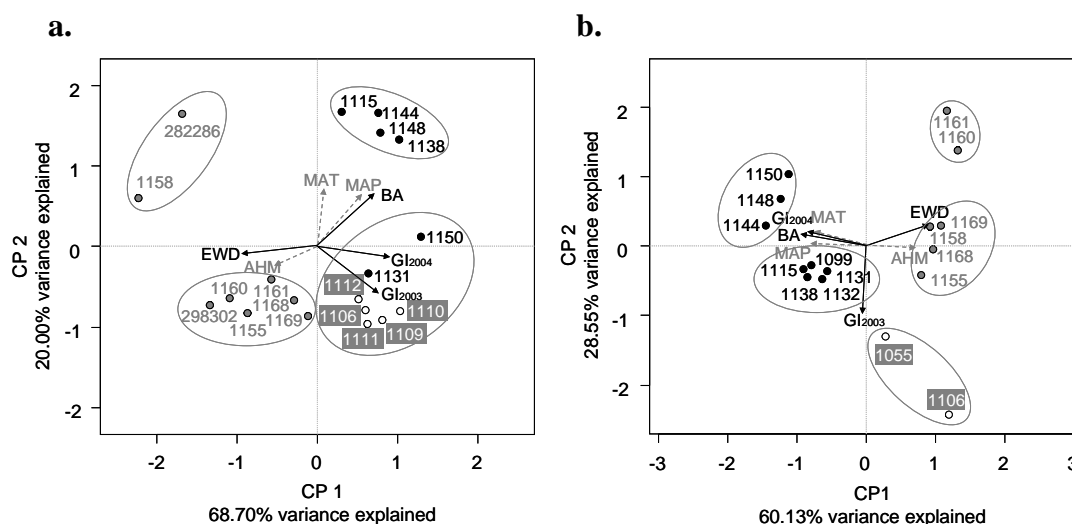 a.
2
1
0
-1
-2
CP 2
20.00% variance explained
282286
1158
1115
1144
1148
1138
MAT
MAP
BA
EWD
AHM
1150
GI2004
1131
GI2003
1112
1106
1110
1109
1111
1160
1161
298302
1168
1155
1169
-2
-1
0
1
2
CP 1
68.70% variance explained
b.
2
1
0
-1
-2
CP 2
28.55% variance explained
1161
1160
1150
1148
1144
GI2004
MAT
BA
MAP
EWD
1169
1158
AHM
1168
1155
1099
1115
1131
1138
1132
GI2003
1055
1106
-3
-2
-1
0
1
2
3
CP1
60.13% variance explained